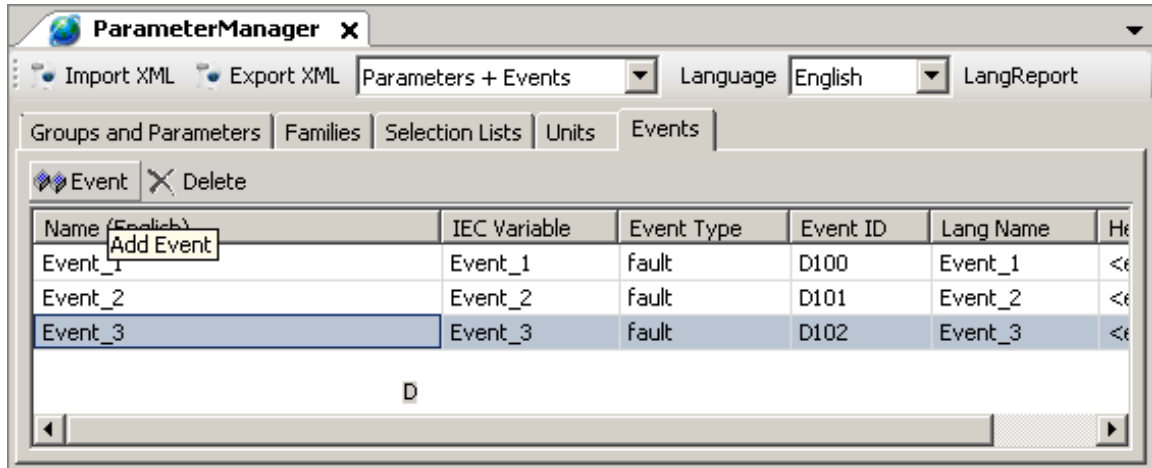 ParameterManager X
Import XML Export XML Parameters + Events Language English LangReport
Groups and Parameters Families Selection Lists Units Events
Event Delete
Name (English) IEC Variable Event Type Event ID Lang Name He
Add Event
Event_1 Event_1 fault D100 Event_1 <e
Event_2 Event_2 fault D101 Event_2 <e
Event_3 Event_3 fault D102 Event_3 <e
D